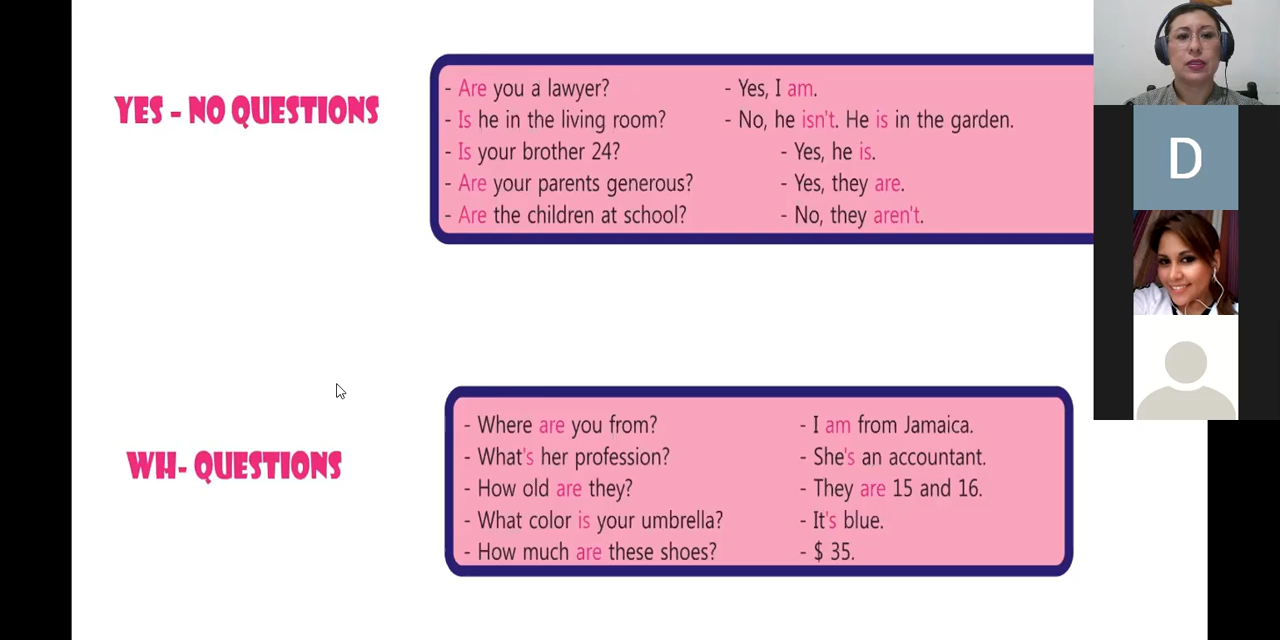 YES - NO QUESTIONS
- Are you a lawyer? - Yes, I am.
- Is he in the living room? - No, he isn't. He is in the garden.
- Is your brother 24? - Yes, he is.
- Are your parents generous? - Yes, they are.
- Are the children at school? - No, they aren't.
D
WH- QUESTIONS
- Where are you from? - I am from Jamaica.
- What's her profession? - She's an accountant.
- How old are they? - They are 15 and 16.
- What color is your umbrella? - It's blue.
- How much are these shoes? - $ 35.